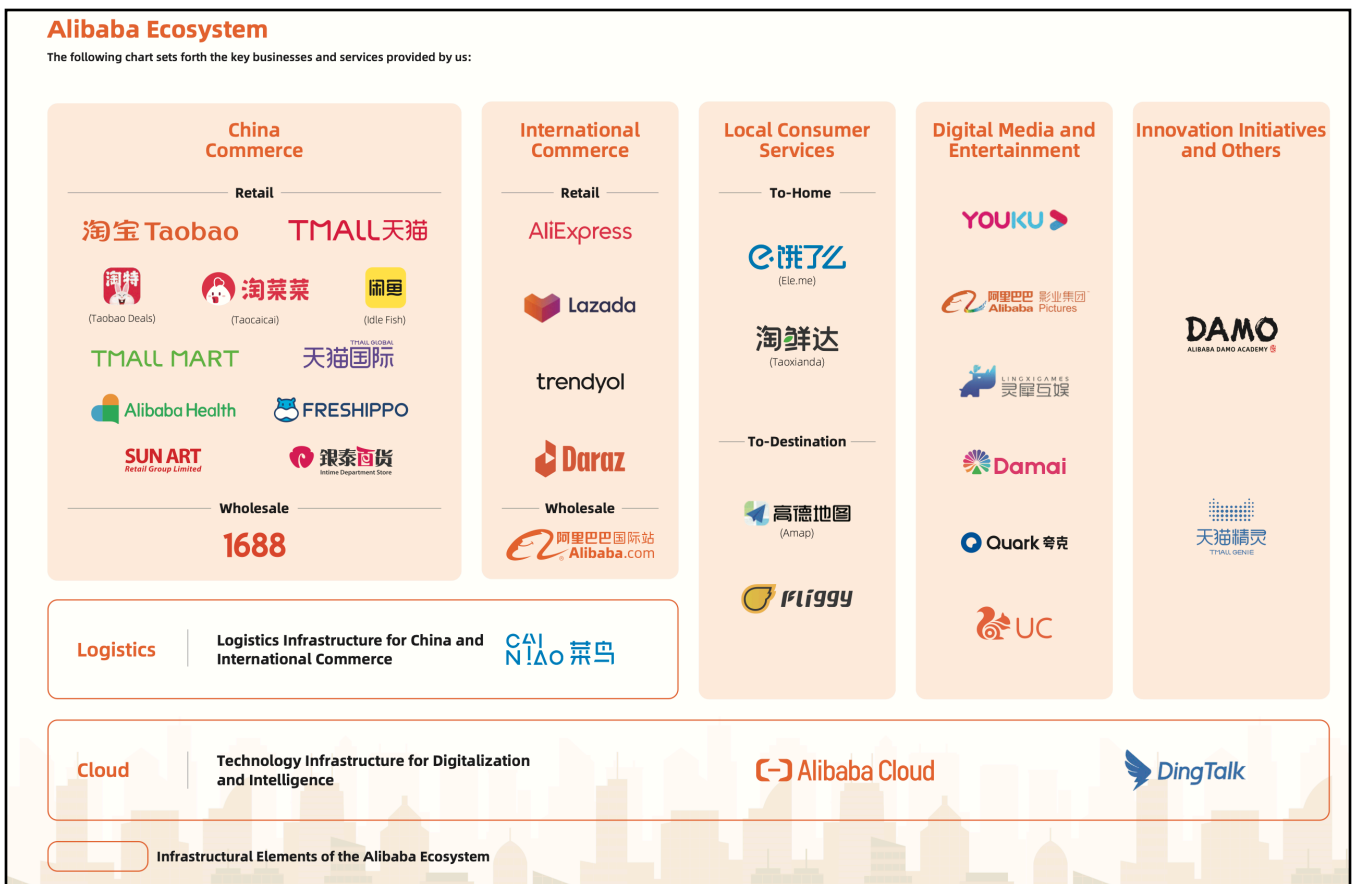 Alibaba Ecosystem
The following chart sets forth the key businesses and services provided by us:
China
Commerce
Retail
淘宝 Taobao
TMALL天猫
淘特
(Taobao Deals)
淘菜菜
(Taocaicai)
闲鱼
(Idle Fish)
TMALL MART
TMALL GLOBAL
天猫国际
Alibaba Health
FRESHIPPO
SUN ART
Retail Group Limited
銀泰百货
Intime Department Store
Wholesale
1688
International
Commerce
Retail
AliExpress
Lazada
trendyol
Daraz
Wholesale
阿里巴巴国际站
Alibaba.com
Local Consumer
Services
To-Home
饿了么
(Ele.me)
淘鲜达
(Taoxianda)
To-Destination
高德地图
(Amap)
Fliggy
Digital Media and
Entertainment
YOUKU
阿里巴巴 影业集团
Alibaba Pictures
LINGXIGAMES
灵犀互娱
Damai
Quark 夸克
UC
Innovation Initiatives
and Others
DAMO
ALIBABA DAMO ACADEMY
天猫精灵
TMALL GENIE
Logistics
Logistics Infrastructure for China and
International Commerce
CAI
NIAO 菜鸟
Cloud
Technology Infrastructure for Digitalization
and Intelligence
Alibaba Cloud
DingTalk
Infrastructural Elements of the Alibaba Ecosystem